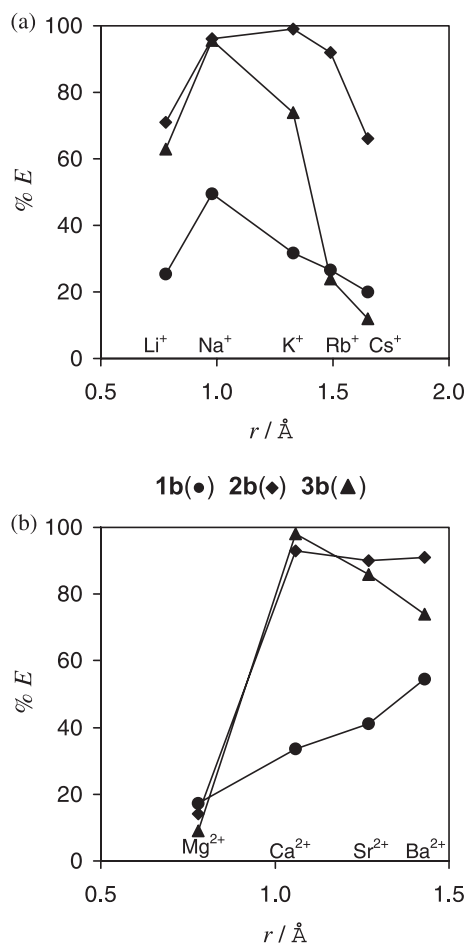 (a)
100
80
60
40
20
0
% E
Li⁺ Na⁺ K⁺ Rb⁺ Cs⁺
0.5 1.0 1.5 2.0
r / Å
1b(●) 2b(◆) 3b(▲)
(b)
100
80
60
40
20
0
% E
Mg²⁺ Ca²⁺ Sr²⁺ Ba²⁺
0.5 1.0 1.5
r / Å